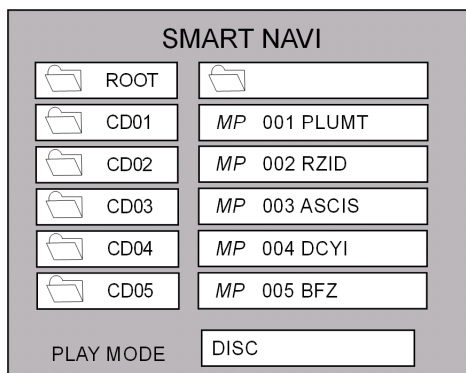 SMART NAVI
ROOT
CD01 MP 001 PLUMT
CD02 MP 002 RZID
CD03 MP 003 ASCIS
CD04 MP 004 DCYI
CD05 MP 005 BFZ
PLAY MODE DISC